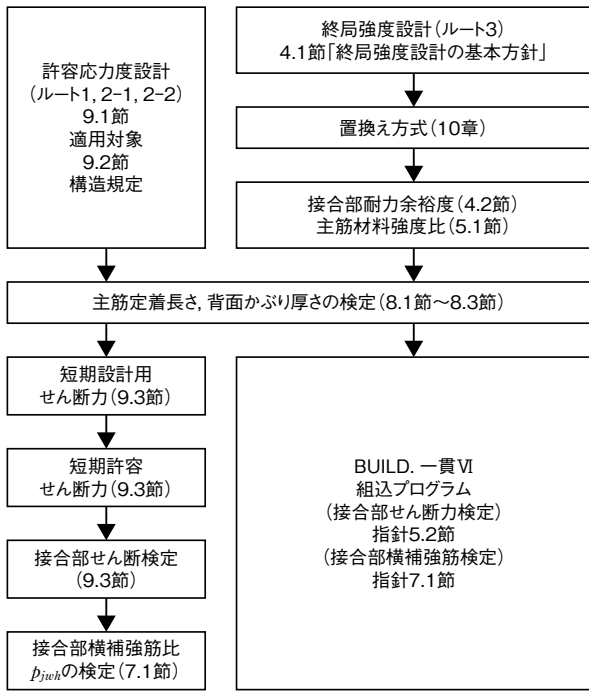 許容応力度設計
(ルート1, 2-1, 2-2)
9.1節
適用対象
9.2節
構造規定
終局強度設計(ルート3)
4.1節「終局強度設計の基本方針」
置換え方式(10章)
接合部耐力余裕度(4.2節)
主筋材料強度比(5.1節)
主筋定着長さ, 背面かぶり厚さの検定(8.1節〜8.3節)
短期設計用
せん断力(9.3節)
短期許容
せん断力(9.3節)
接合部せん断検定
(9.3節)
接合部横補強筋比
pjwhの検定(7.1節)
BUILD. 一貫Ⅵ
組込プログラム
(接合部せん断力検定)
指針5.2節
(接合部横補強筋検定)
指針7.1節